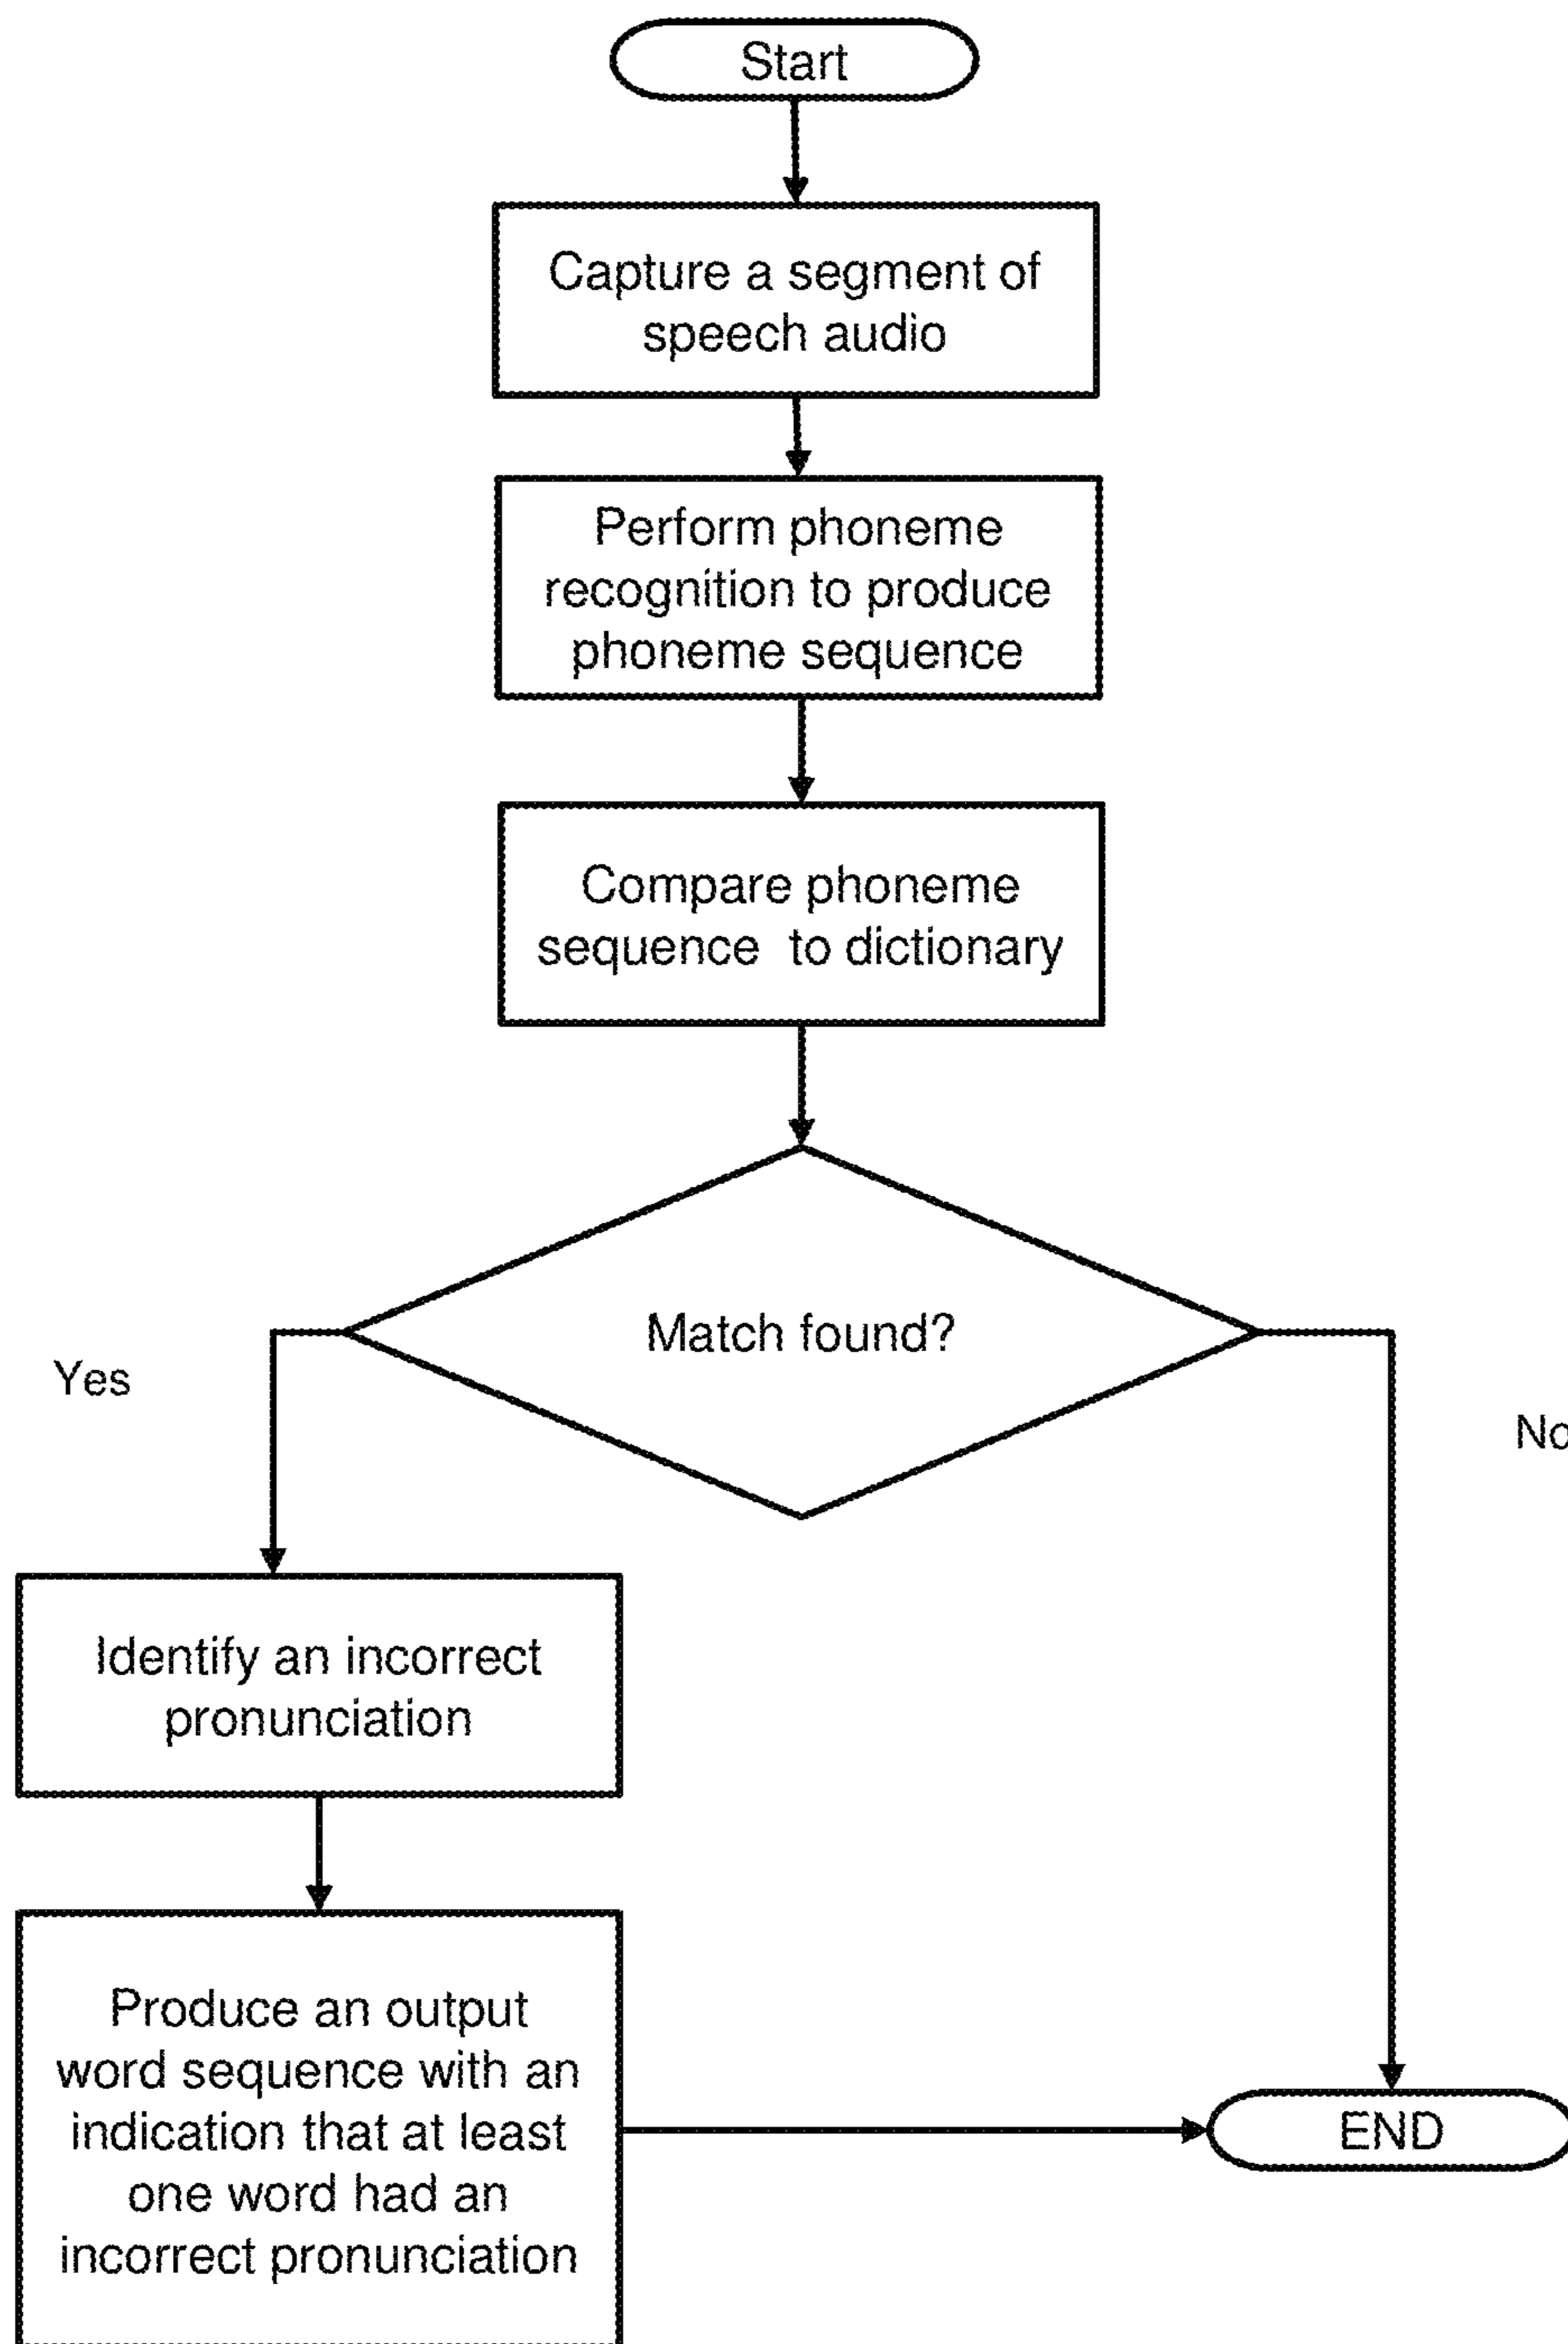 Start
Capture a segment of
speech audio
Perform phoneme
recognition to produce
phoneme sequence
Compare phoneme
sequence to dictionary
Match found?
Yes
No
Identify an incorrect
pronunciation
Produce an output
word sequence with an
indication that at least
one word had an
incorrect pronunciation
END